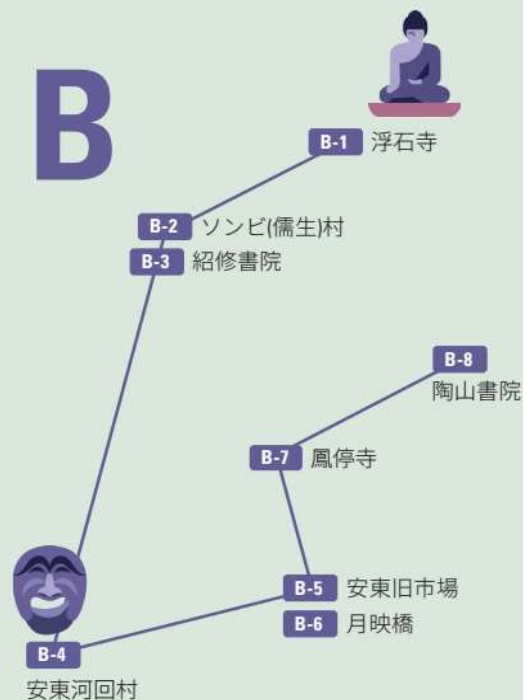 B
B-1 浮石寺
B-2 ソンビ(儒生)村
B-3 紹修書院
B-8
陶山書院
B-7 鳳停寺
B-5 安東旧市場
B-6 月映橋
B-4
安東河回村